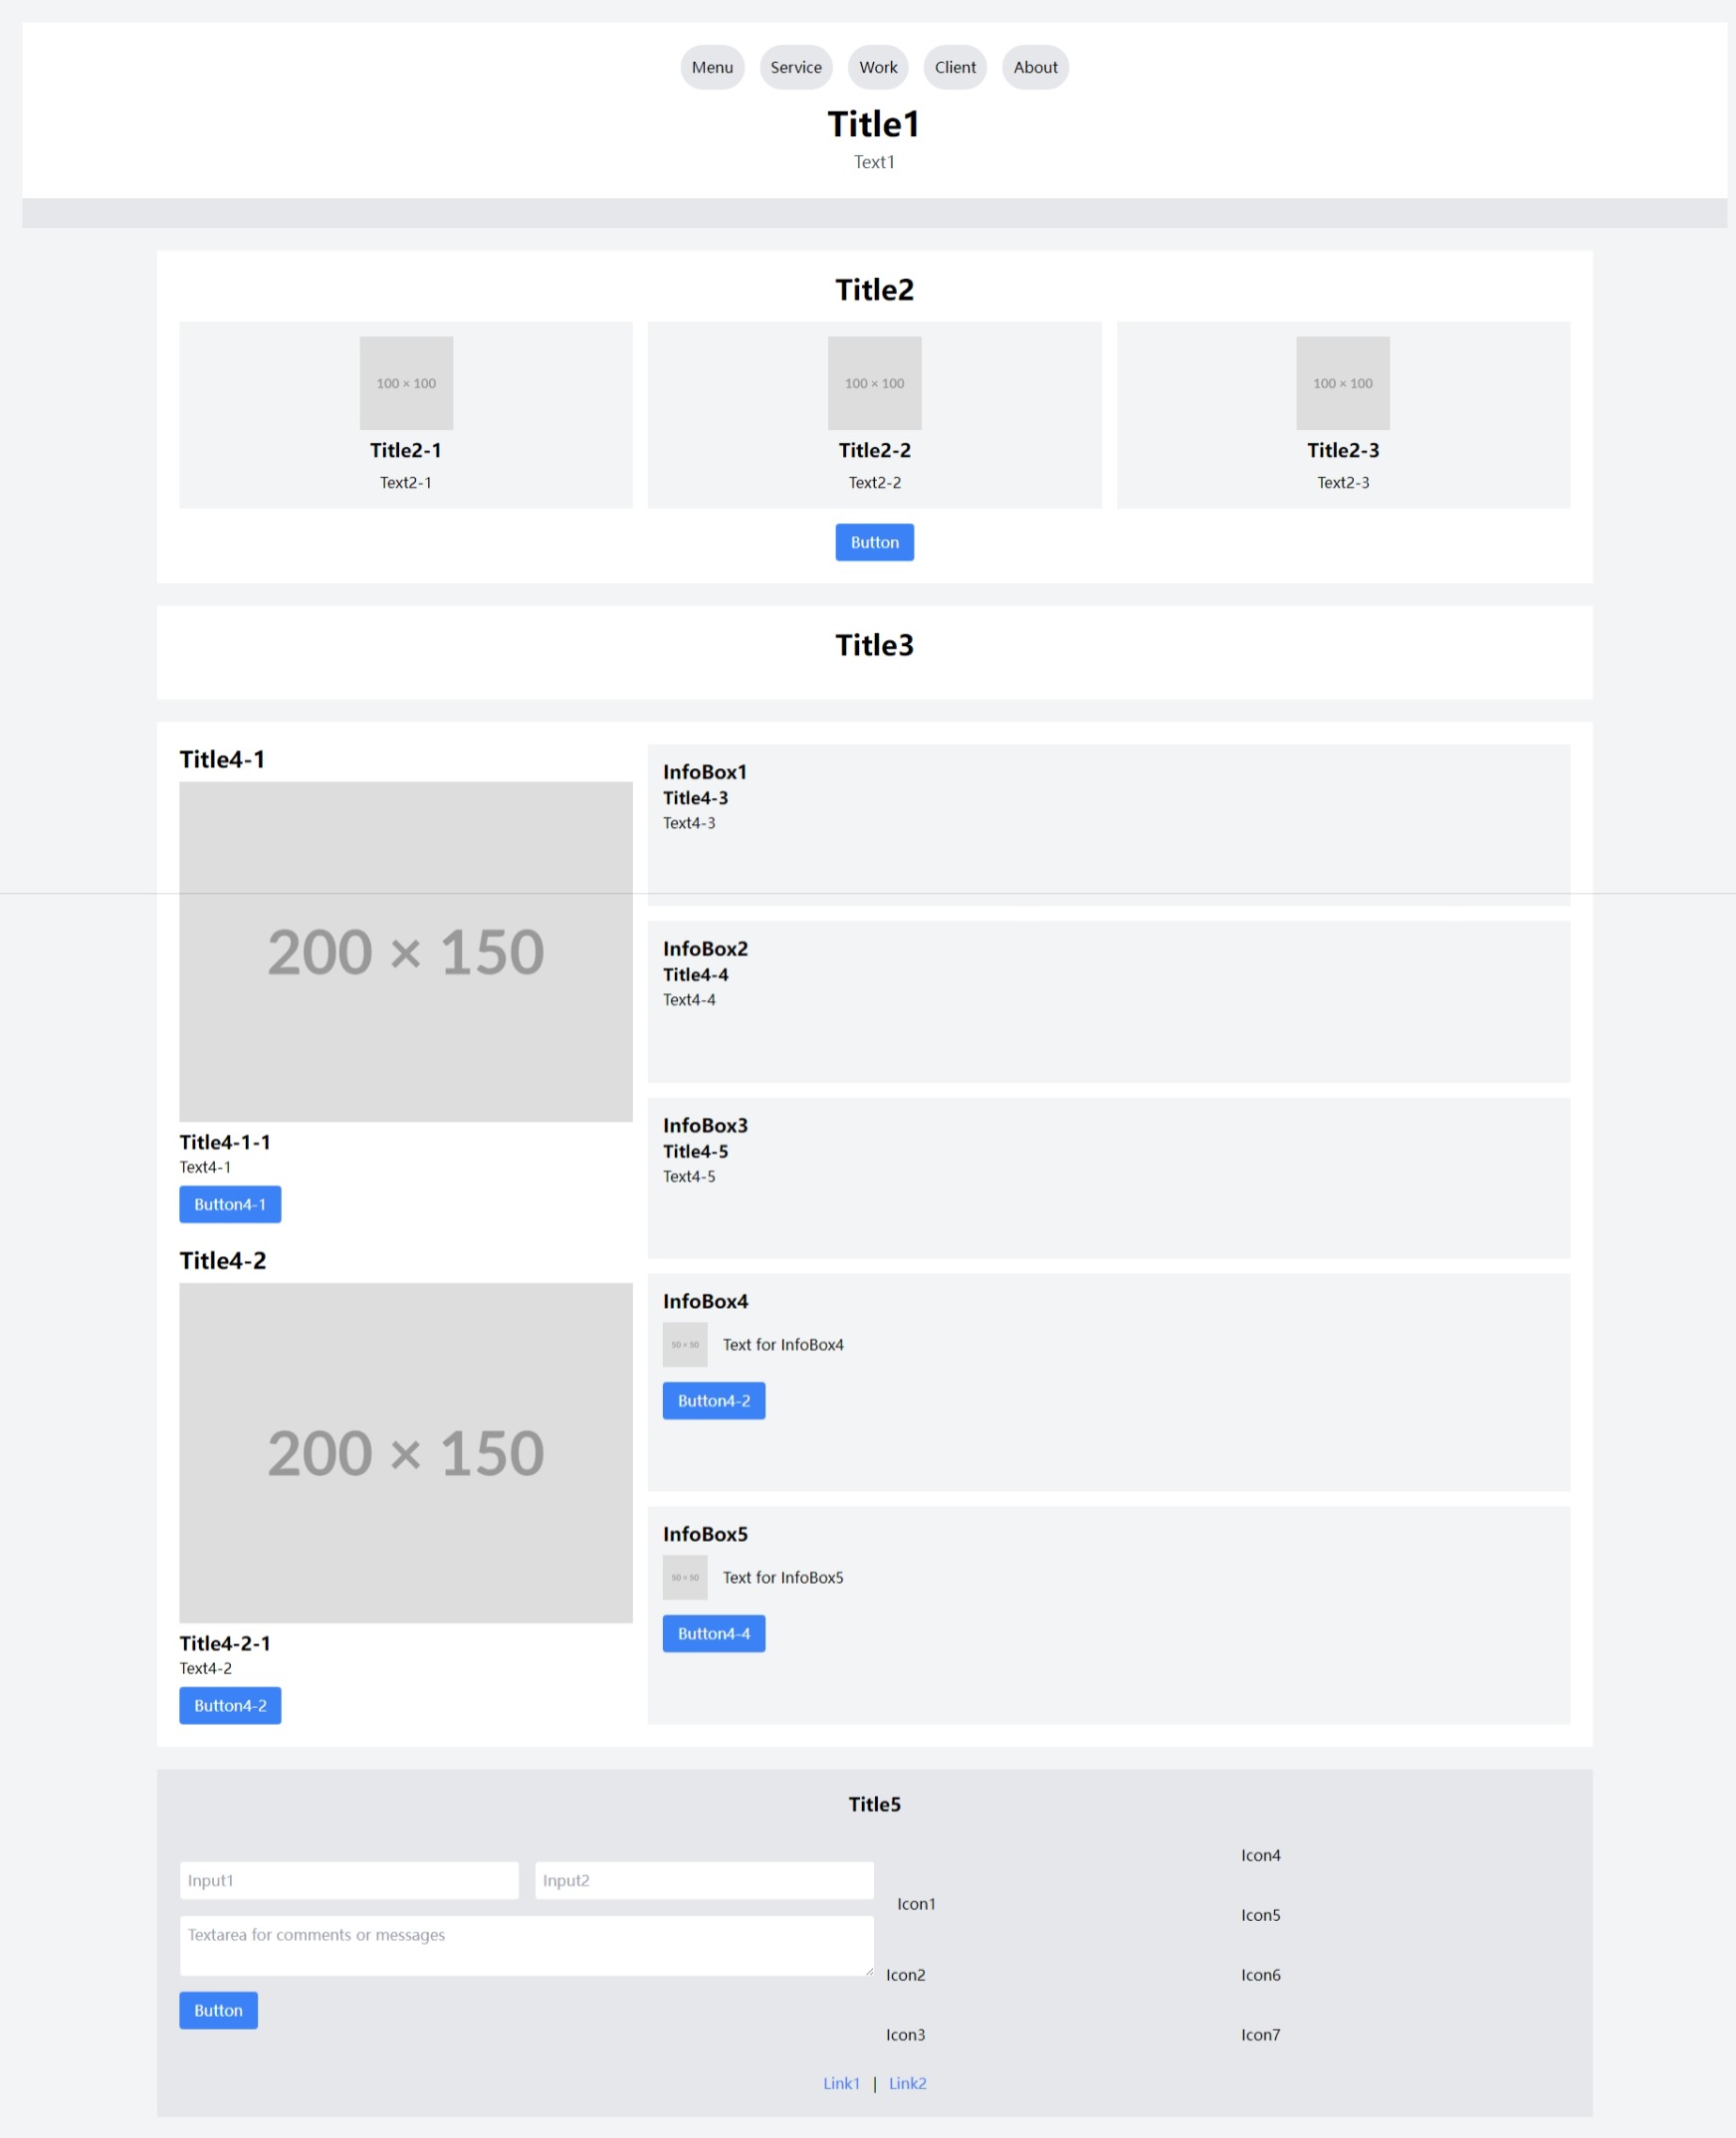 Menu Service Work Client About
Title1
Text1
Title2
100 × 100
Title2-1
Text2-1
100 × 100
Title2-2
Text2-2
100 × 100
Title2-3
Text2-3
Button
Title3
Title4-1
200 × 150
Title4-1-1
Text4-1
Button4-1
Title4-2
200 × 150
Title4-2-1
Text4-2
Button4-2
InfoBox1
Title4-3
Text4-3
InfoBox2
Title4-4
Text4-4
InfoBox3
Title4-5
Text4-5
InfoBox4
50 × 50
Text for InfoBox4
Button4-2
InfoBox5
50 × 50
Text for InfoBox5
Button4-4
Title5
Input1
Input2
Textarea for comments or messages
Button
Icon1
Icon2
Icon3
Icon4
Icon5
Icon6
Icon7
Link1 | Link2